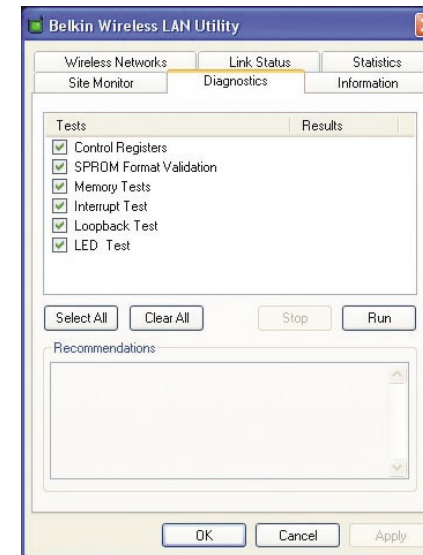 Belkin Wireless LAN Utility
Wireless Networks Link Status Statistics
Site Monitor Diagnostics Information
Tests Results
Control Registers
SPROM Format Validation
Memory Tests
Interrupt Test
Loopback Test
LED Test
Select All Clear All Stop Run
Recommendations
OK Cancel Apply